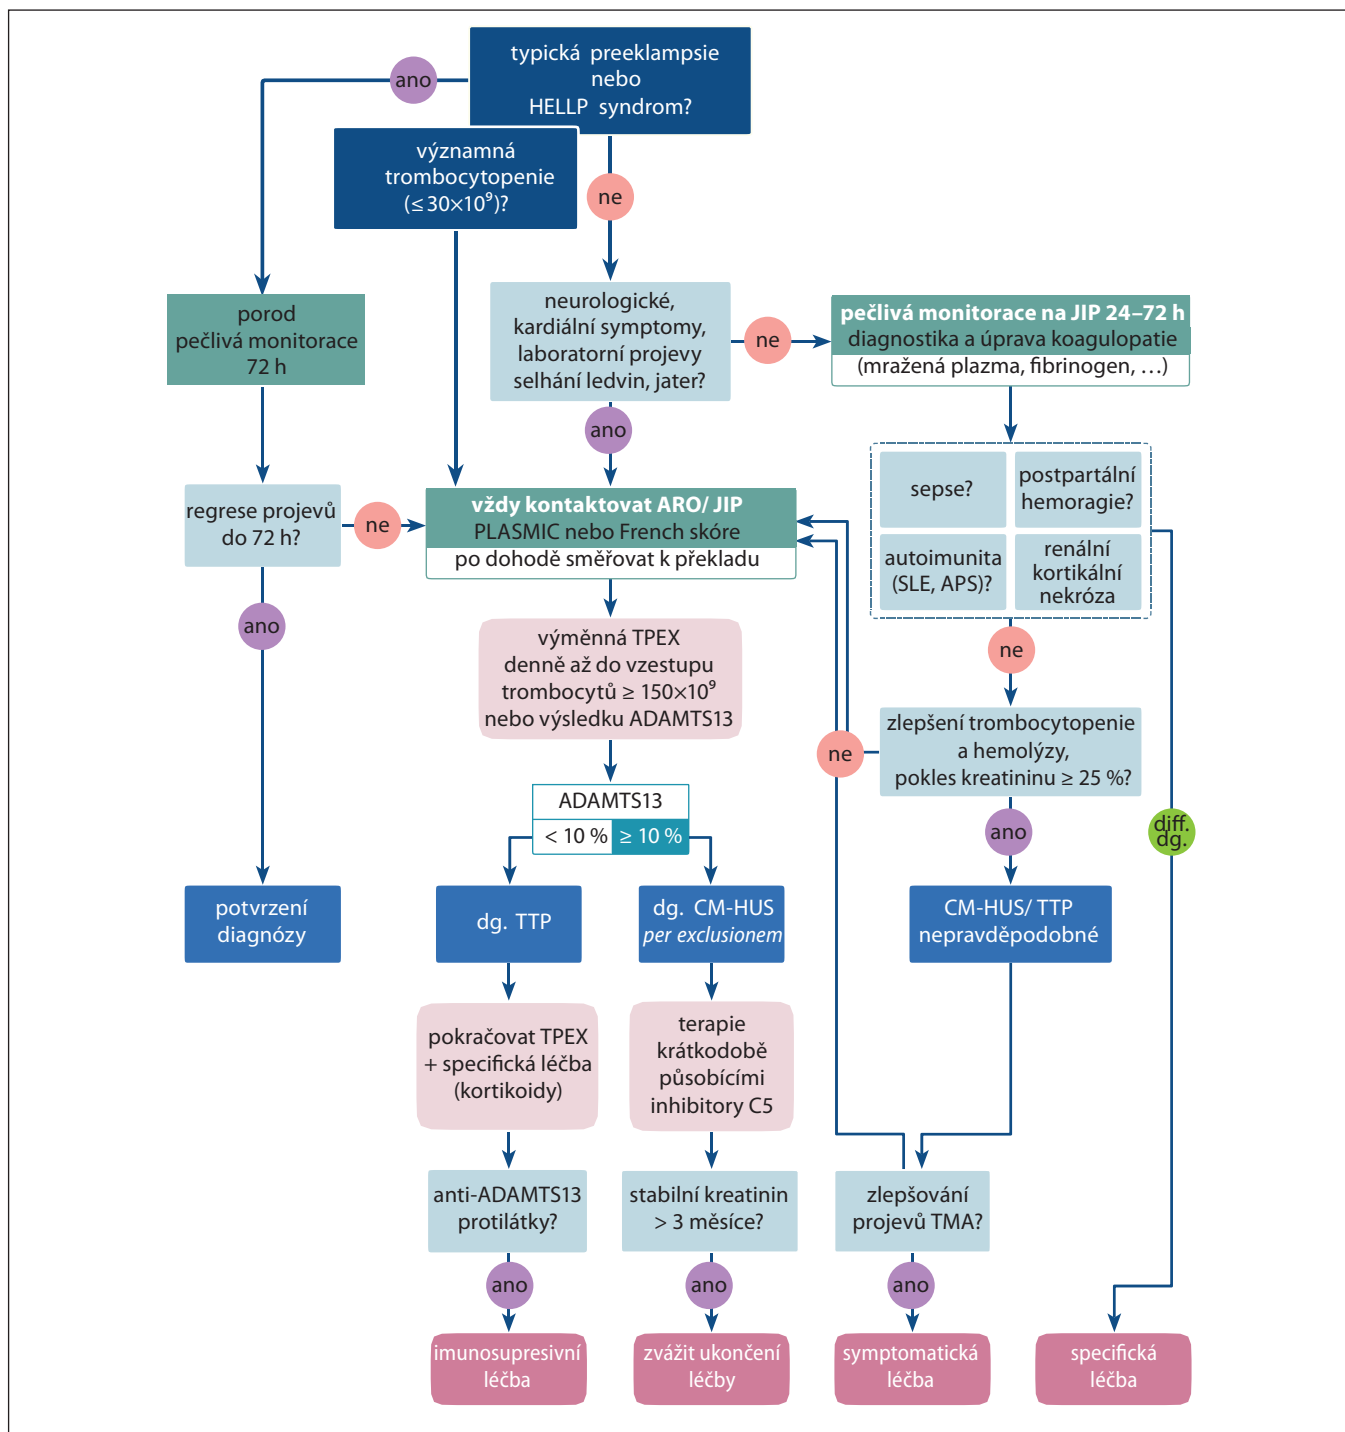 typická preeklampsie
nebo
HELLP syndrom?
ano
významná
trombocytopenie
(≤ 30×10⁹)?
ne
porod
pečlivá monitorace
72 h
neurologické,
kardiální symptomy,
laboratorní projevy
selhání ledvin, jater?
ne
pečlivá monitorace na JIP 24–72 h
diagnostika a úprava koagulopatie
(mražená plazma, fibrinogen, …)
ano
sepse?
postpartální
hemoragie?
autoimunita
(SLE, APS)?
renální
kortikální
nekróza
regrese projevů
do 72 h?
ne
vždy kontaktovat ARO/ JIP
PLASMIC nebo French skóre
po dohodě směřovat k překladu
ano
výměnná TPEX
denně až do vzestupu
trombocytů ≥ 150×10⁹
nebo výsledku ADAMTS13
ne
zlepšení trombocytopenie
a hemolýzy,
pokles kreatininu ≥ 25 %?
ne
ADAMTS13
< 10 % ≥ 10 %
ano
diff.
dg.
potvrzení
diagnózy
dg. TTP
dg. CM-HUS
per exclusionem
CM-HUS/ TTP
nepravděpodobné
pokračovat TPEX
+ specifická léčba
(kortikoidy)
terapie
krátkodobě
působícími
inhibitory C5
anti-ADAMTS13
protilátky?
stabilní kreatinin
> 3 měsíce?
zlepšování
projevů TMA?
ano
ano
ano
imunosupresivní
léčba
zvážit ukončení
léčby
symptomatická
léčba
specifická
léčba